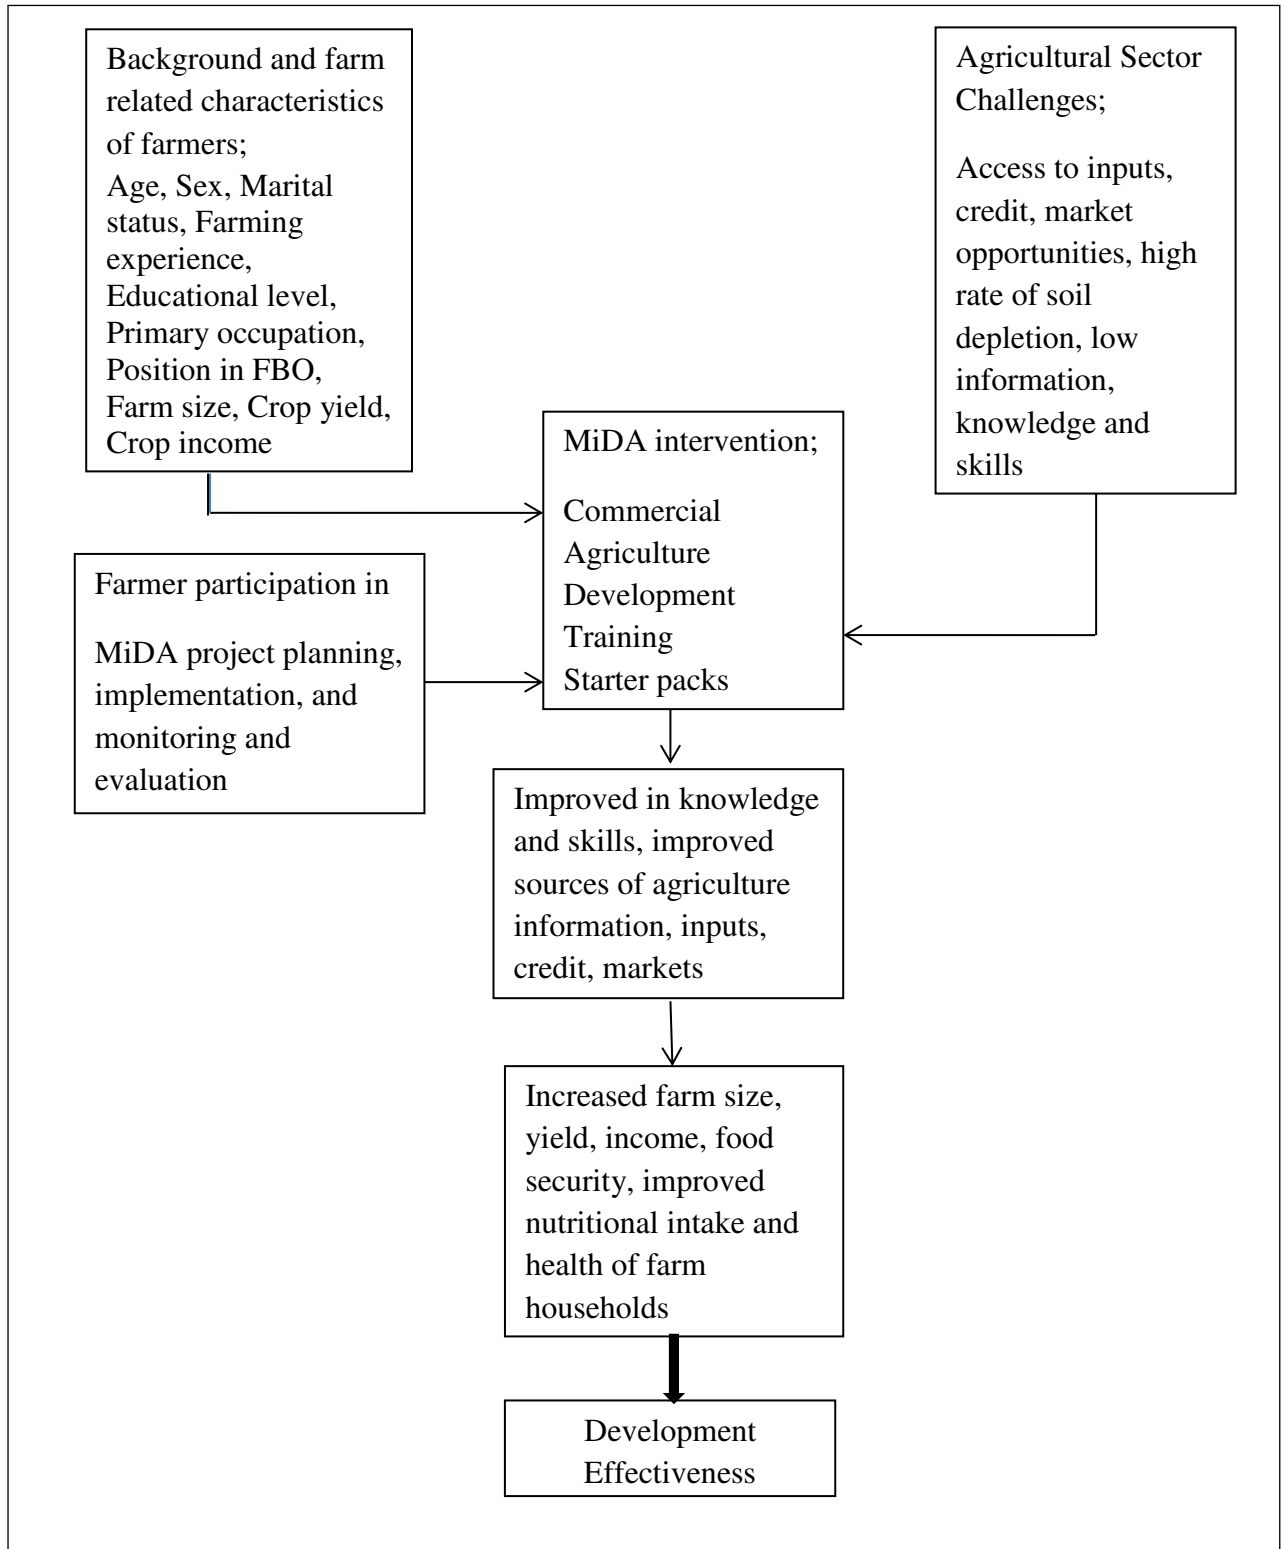 Background and farm
related characteristics
of farmers;
Age, Sex, Marital
status, Farming
experience,
Educational level,
Primary occupation,
Position in FBO,
Farm size, Crop yield,
Crop income
Agricultural Sector
Challenges;
Access to inputs,
credit, market
opportunities, high
rate of soil
depletion, low
information,
knowledge and
skills
Farmer participation in
MiDA project planning,
implementation, and
monitoring and
evaluation
MiDA intervention;
Commercial
Agriculture
Development
Training
Starter packs
Improved in knowledge
and skills, improved
sources of agriculture
information, inputs,
credit, markets
Increased farm size,
yield, income, food
security, improved
nutritional intake and
health of farm
households
Development
Effectiveness